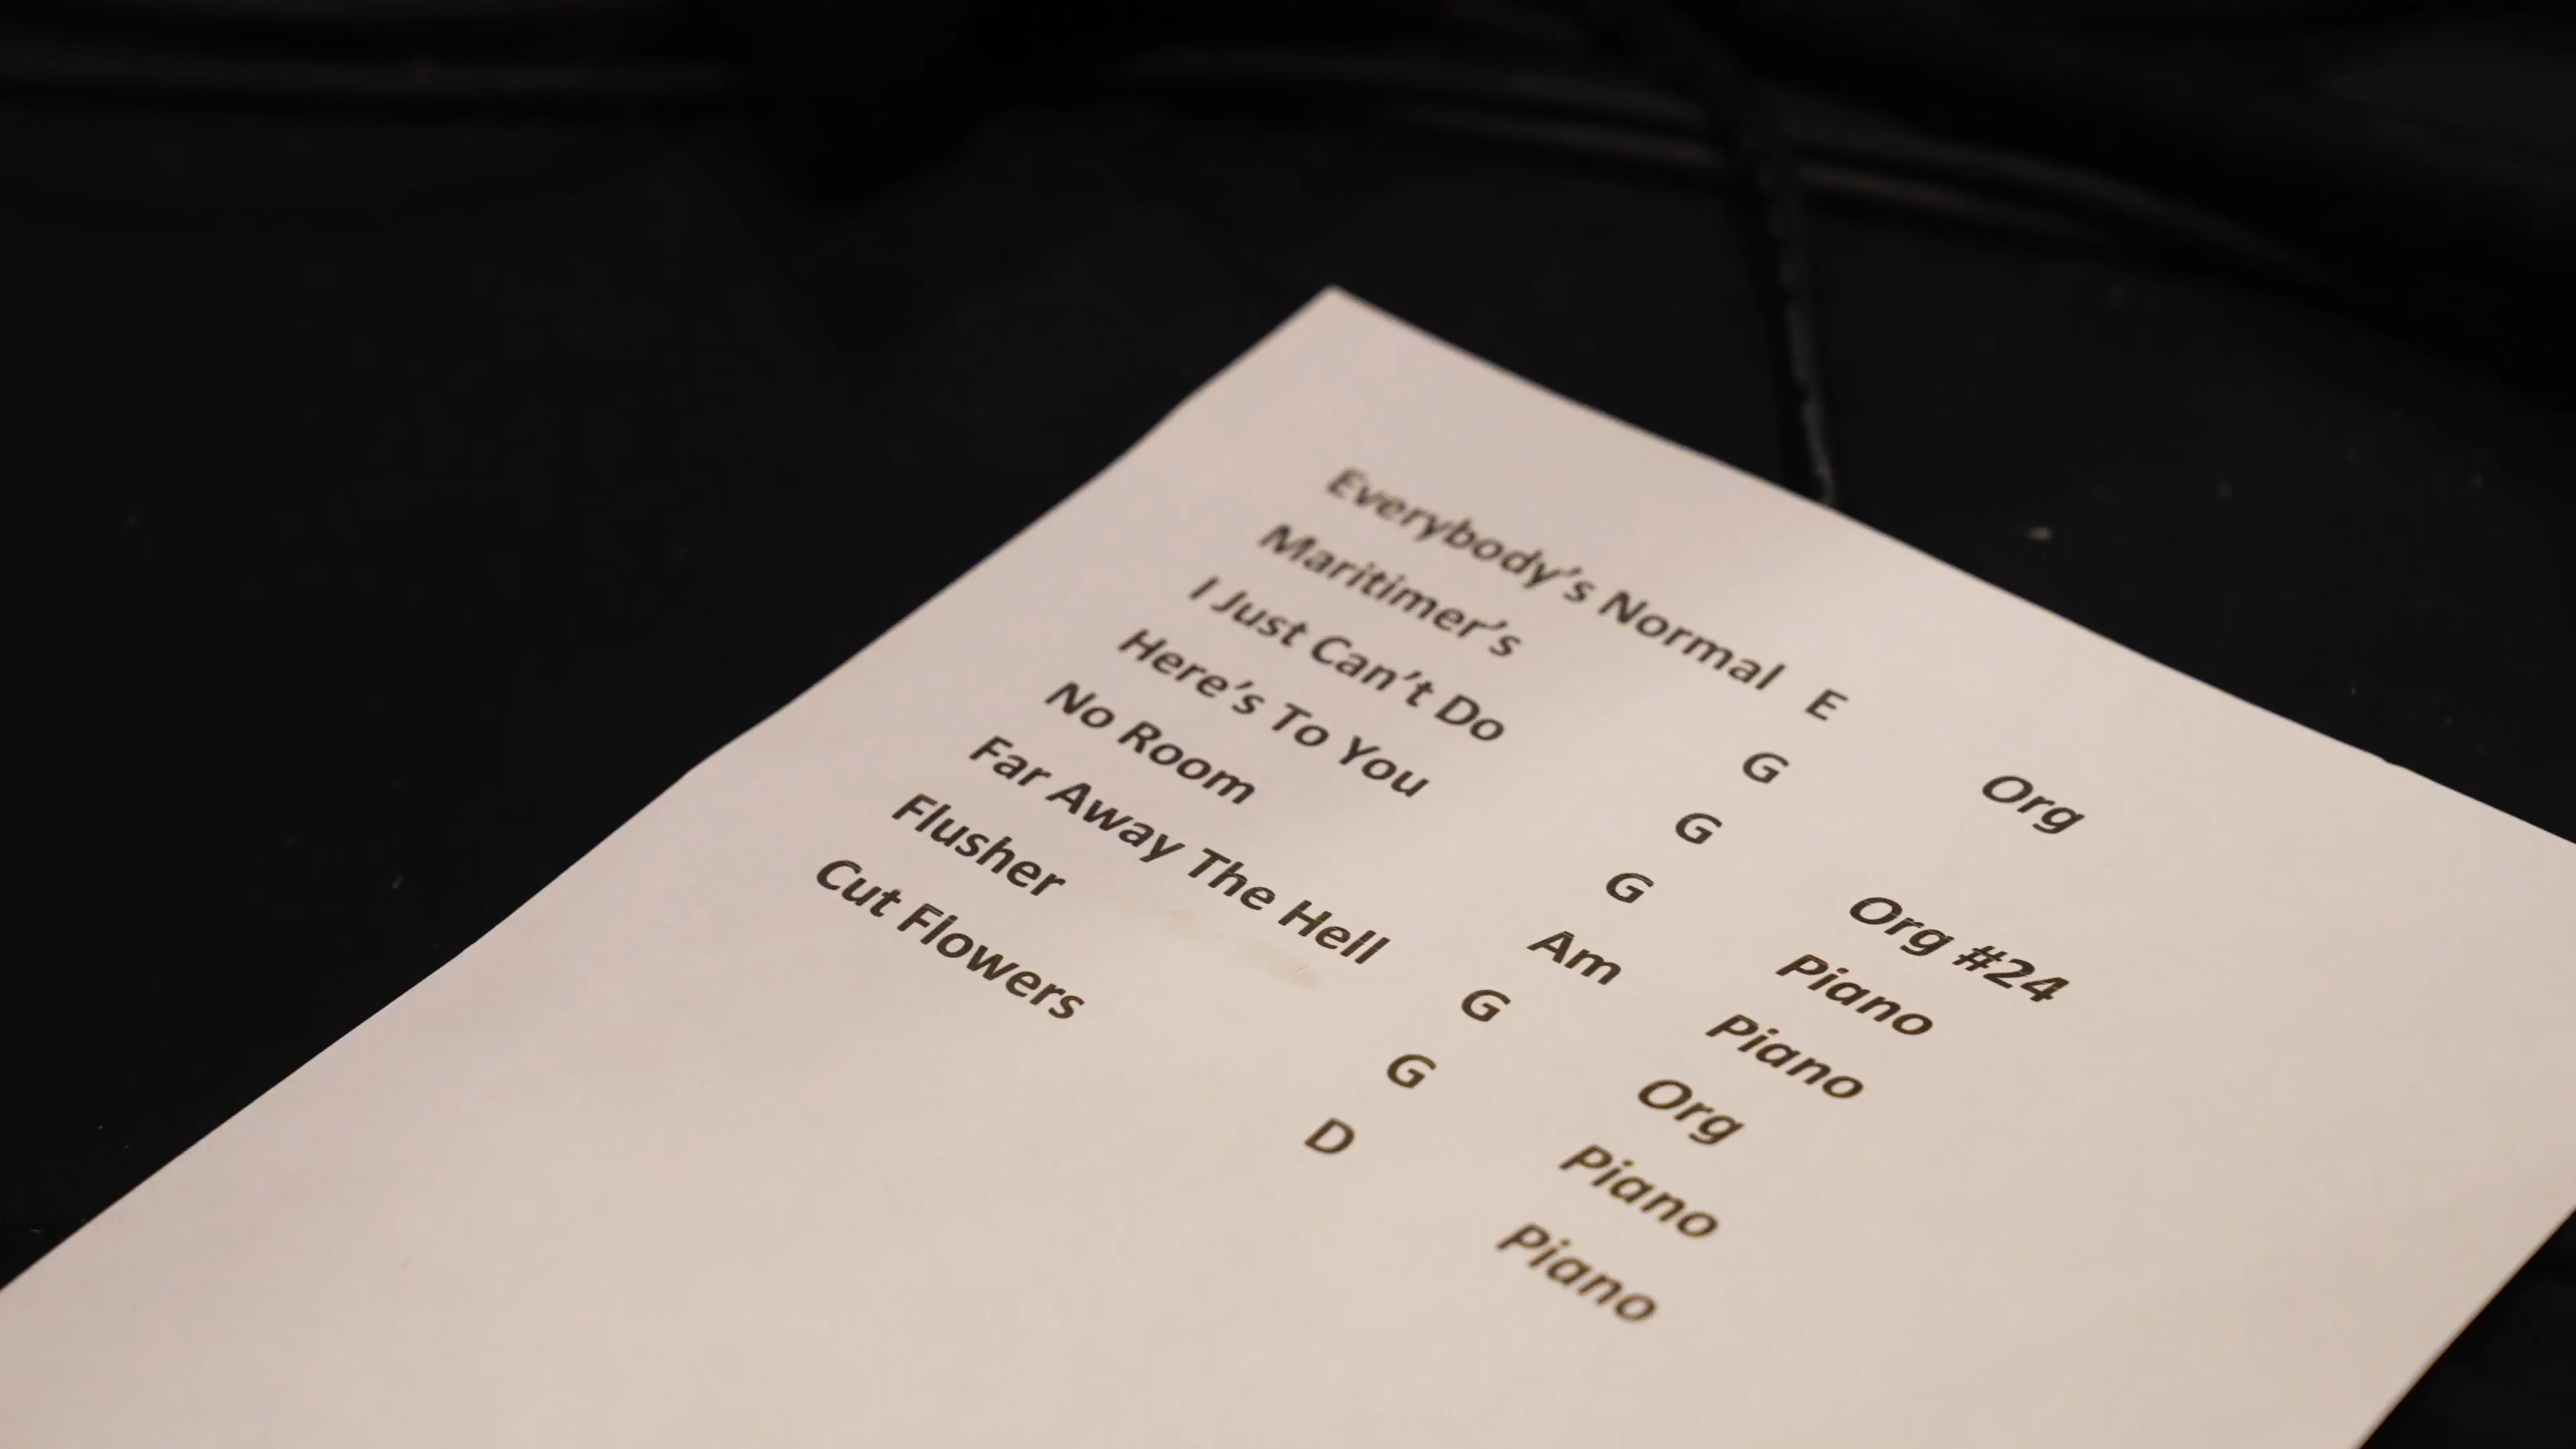 Everybody's Normal E Org
Maritimer's G
I Just Can't Do G Org #24
Here's To You G Piano
No Room Am Piano
Far Away The Hell G Org
Flusher G Piano
Cut Flowers D Piano